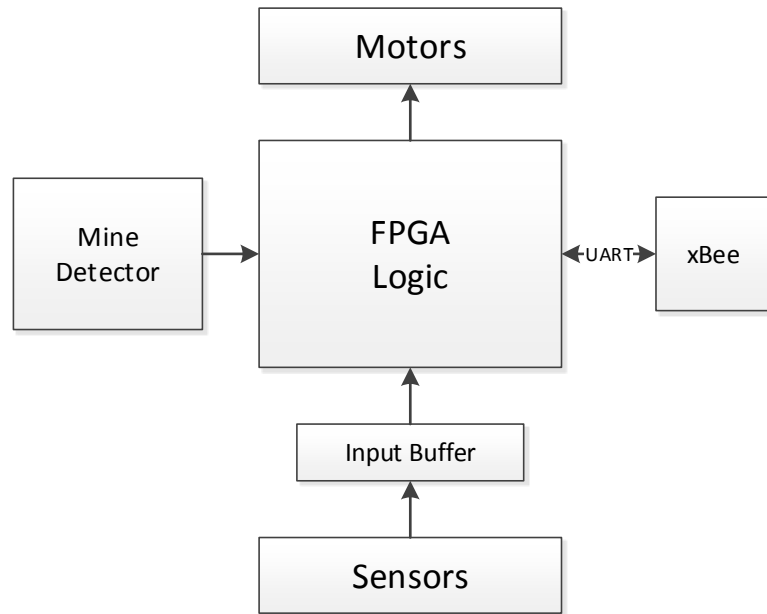 Motors
Mine
Detector
FPGA
Logic
UART
xBee
Input Buffer
Sensors